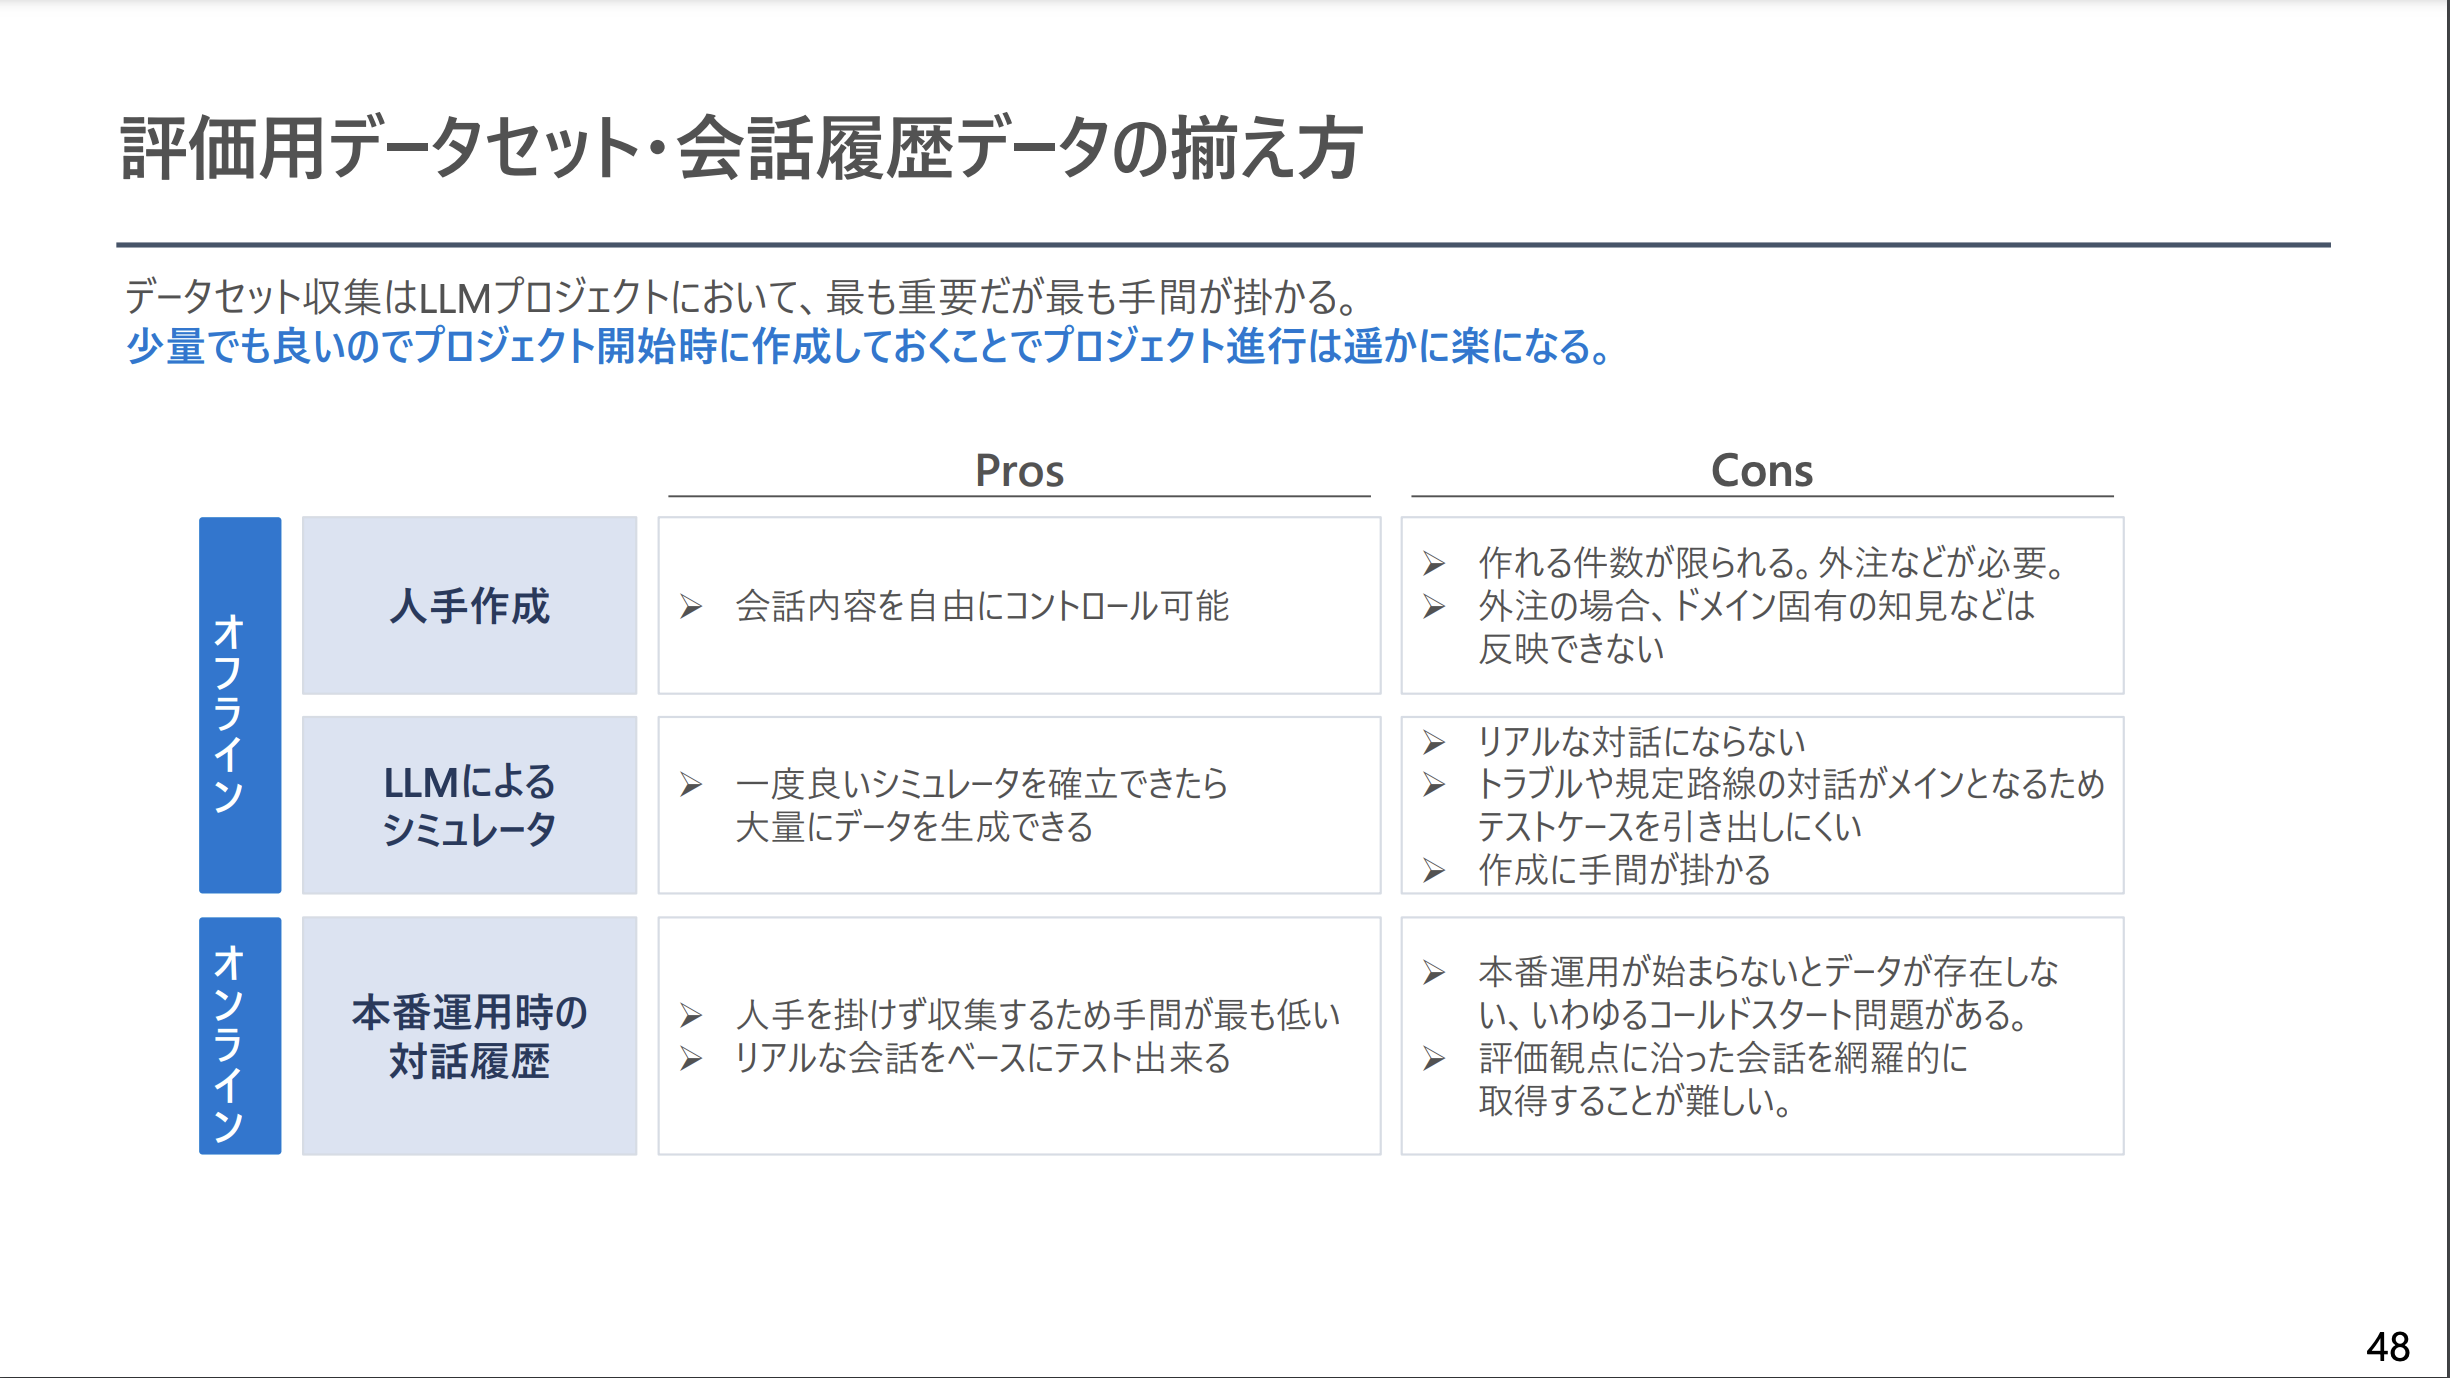 評価用データセット・会話履歴データの揃え方
データセット収集はLLMプロジェクトにおいて、最も重要だが最も手間が掛かる。
少量でも良いのでプロジェクト開始時に作成しておくことでプロジェクト進行は遥かに楽になる。
Pros
Cons
オフライン
人手作成
➢ 会話内容を自由にコントロール可能
➢ 作れる件数が限られる。外注などが必要。
➢ 外注の場合、ドメイン固有の知見などは
反映できない
LLMによる
シミュレータ
➢ 一度良いシミュレータを確立できたら
大量にデータを生成できる
➢ リアルな対話にならない
➢ トラブルや規定路線の対話がメインとなるため
テストケースを引き出しにくい
➢ 作成に手間が掛かる
オンライン
本番運用時の
対話履歴
➢ 人手を掛けず収集するため手間が最も低い
➢ リアルな会話をベースにテスト出来る
➢ 本番運用が始まらないとデータが存在しな
い、いわゆるコールドスタート問題がある。
➢ 評価観点に沿った会話を網羅的に
取得することが難しい。
48